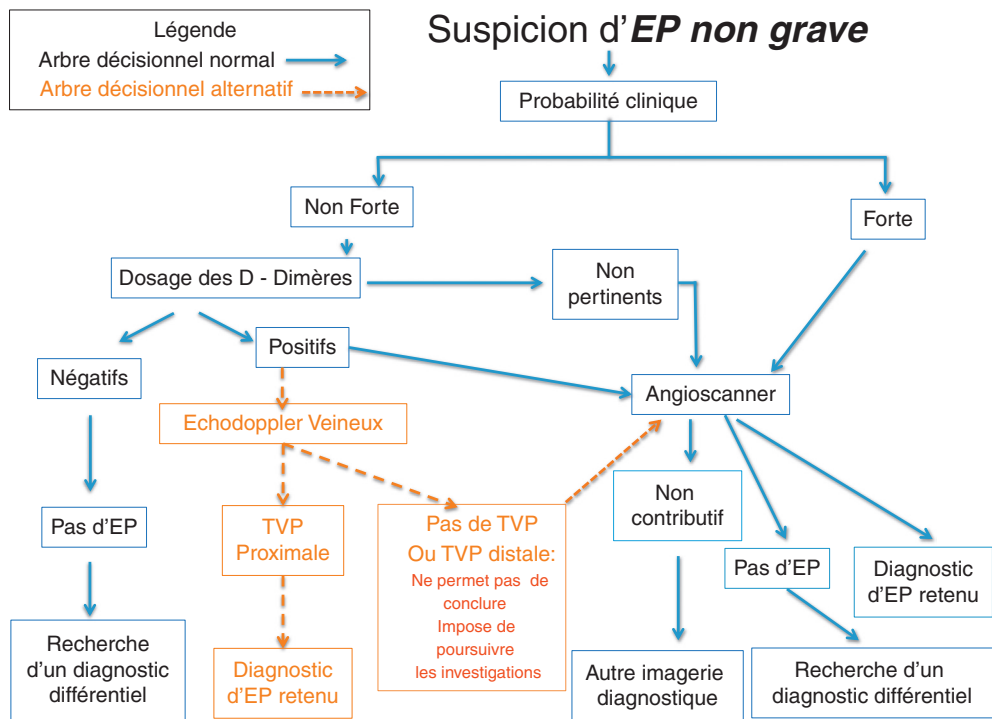 Légende
Arbre décisionnel normal
Arbre décisionnel alternatif
Suspicion d'EP non grave
Probabilité clinique
Non Forte
Forte
Dosage des D - Dimères
Non
pertinents
Négatifs
Positifs
Angioscanner
Echodoppler Veineux
Pas d'EP
TVP
Proximale
Pas de TVP
Ou TVP distale:
Ne permet pas de
conclure
Impose de
poursuivre
les investigations
Non
contributif
Pas d'EP
Diagnostic
d'EP retenu
Recherche
d'un diagnostic
différentiel
Diagnostic
d'EP retenu
Autre imagerie
diagnostique
Recherche d'un
diagnostic différentiel